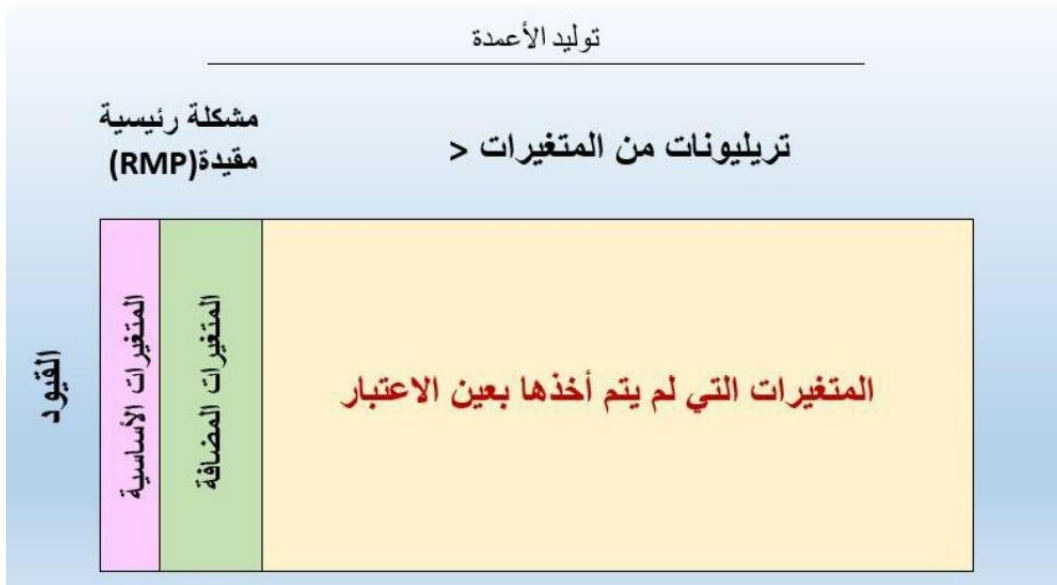 توليد الأعمدة
مشكلة رئيسية
مقيدة(RMP)
تريليونات من المتغيرات <
القيود
المتغيرات الأساسية
المتغيرات المضافة
المتغيرات التي لم يتم أخذها بعين الاعتبار